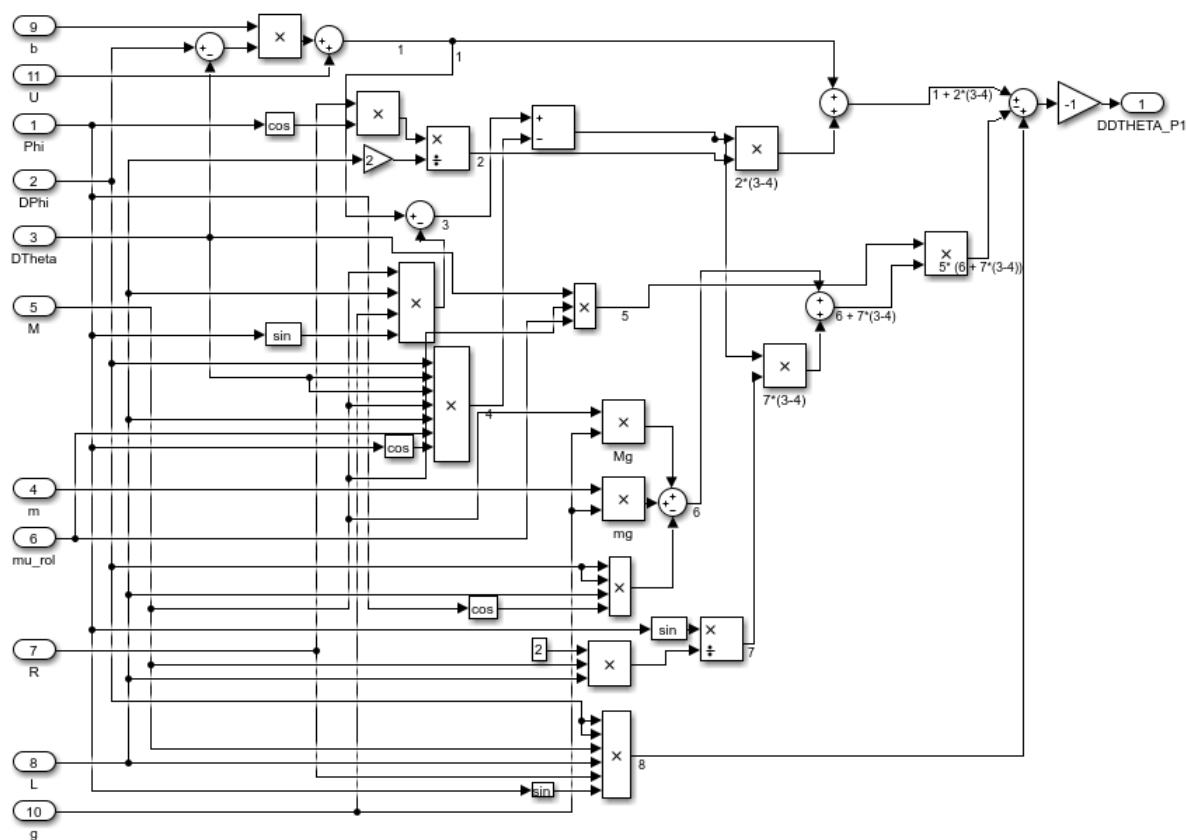 9
b
11
U
1
Phi
2
DPhi
3
DTheta
5
M
4
m
6
mu_rol
7
R
8
L
10
g
×
+
−
+
+
1
1
cos
×
2
×
÷
2
+
−
×
2*(3-4)
+
+
1 + 2*(3-4)
+
−
-1
1
DDTHETA_P1
+
−
3
×
sin
×
4
cos
×
5
×
5* (6 + 7*(3-4))
+
+
6 + 7*(3-4)
×
7*(3-4)
×
Mg
×
mg
+
+
−
6
×
cos
sin
×
÷
7
2
×
×
8
sin